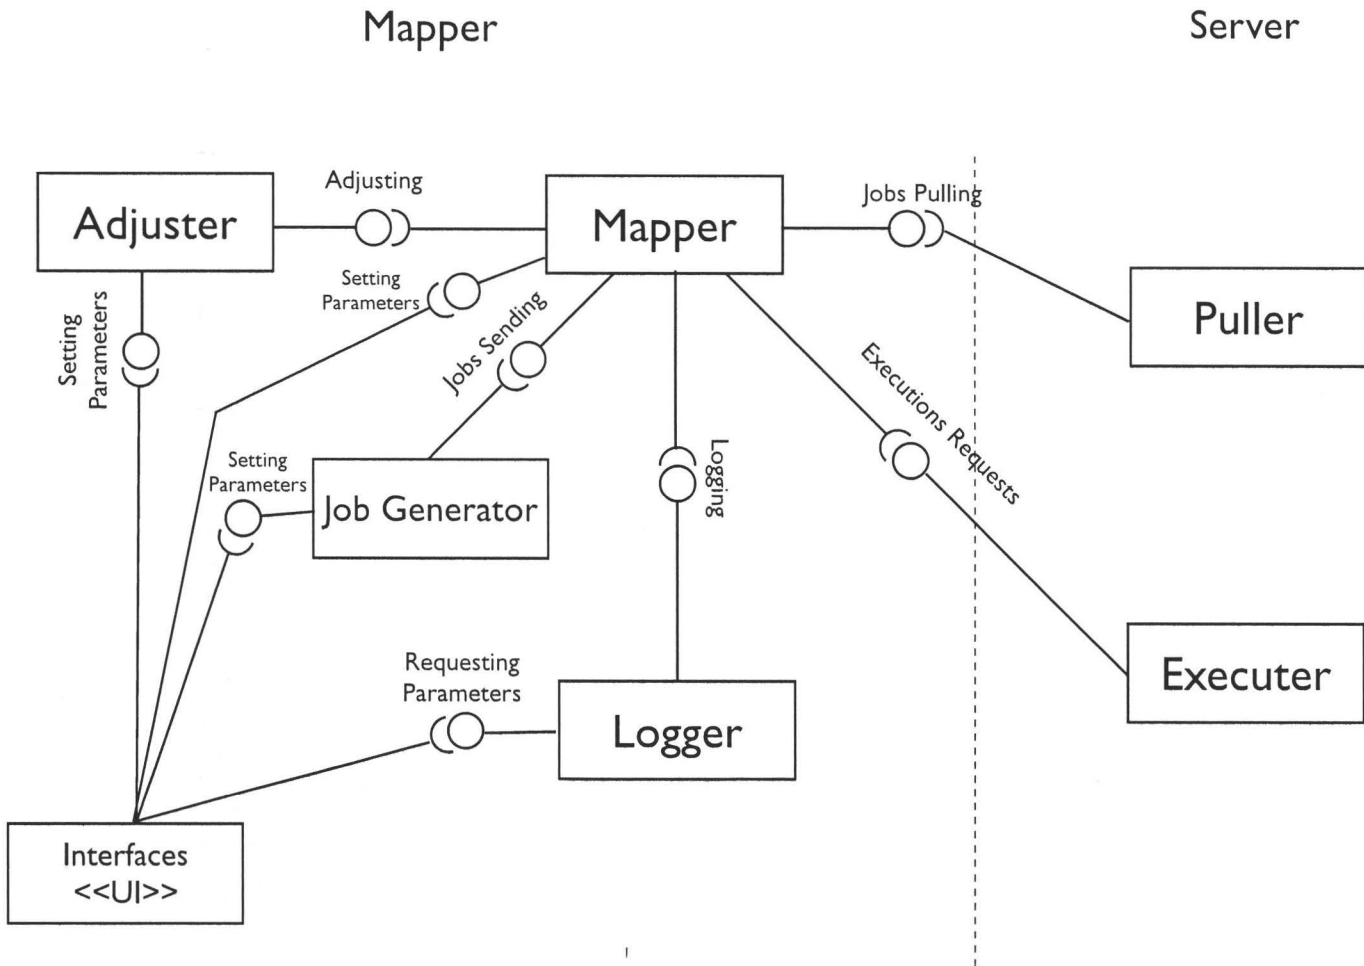 Mapper
Server
Adjuster
Adjusting
Mapper
Jobs Pulling
Puller
Setting
Parameters
Setting
Parameters
Jobs Sending
Executions Requests
Setting
Parameters
Job Generator
Logging
Requesting
Parameters
Logger
Executer
Interfaces
<<UI>>